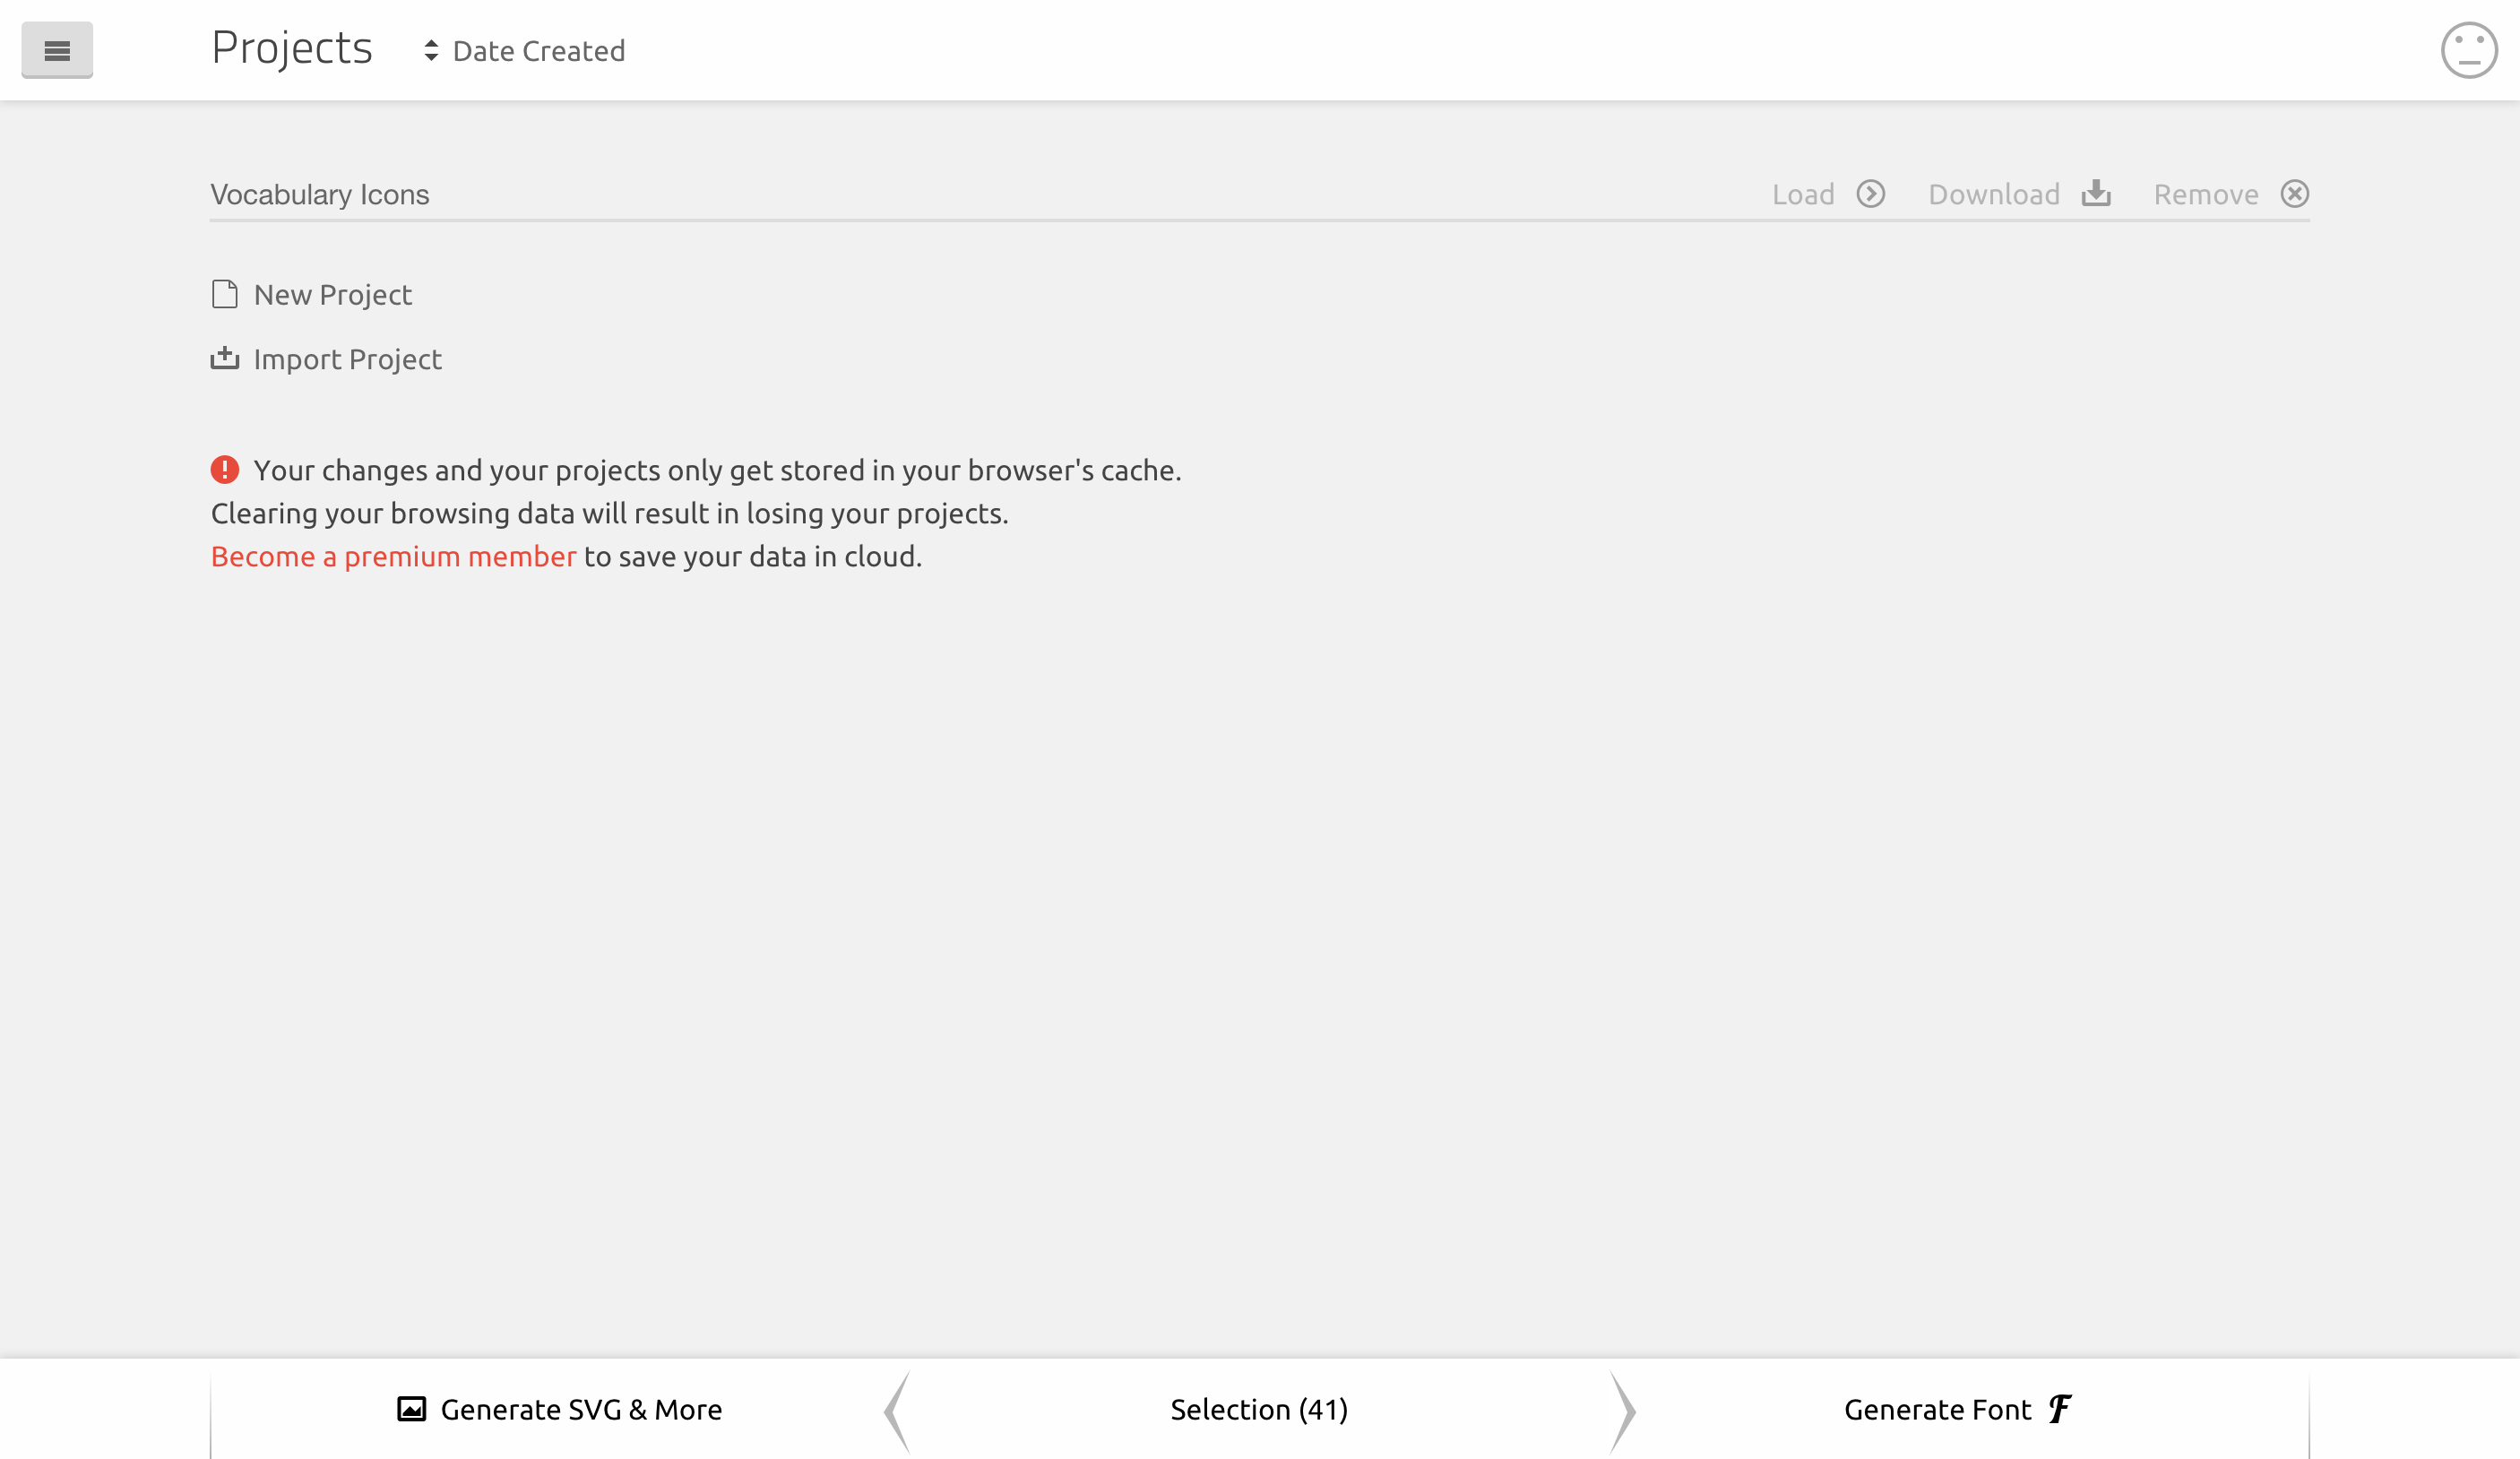 Projects Date Created
Vocabulary Icons Load Download Remove
New Project
Import Project
Your changes and your projects only get stored in your browser's cache.
Clearing your browsing data will result in losing your projects.
Become a premium member to save your data in cloud.
Generate SVG & More Selection (41) Generate Font